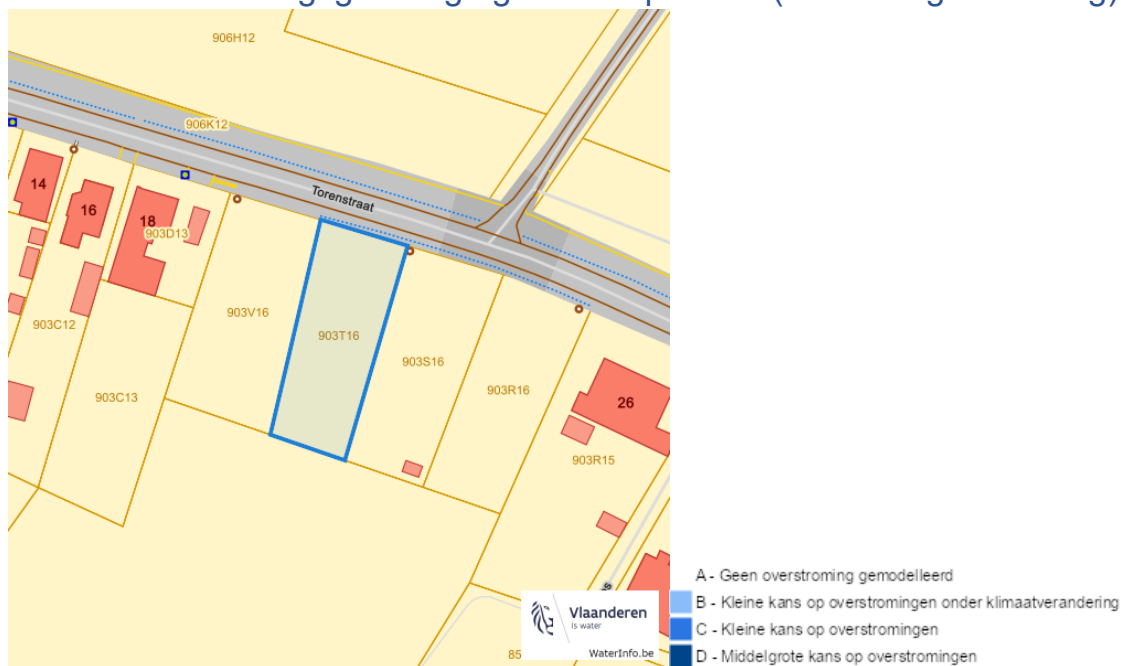 906H12
906K12
Torenstraat
14
16
18
903D13
903V16
903T16
903C12
903S16
903C13
903R16
26
903R15
A - Geen overstroming gemodelleerd
B - Kleine kans op overstromingen onder klimaatverandering
C - Kleine kans op overstromingen
D - Middelgrote kans op overstromingen
Vlaanderen
is water
WaterInfo.be
85